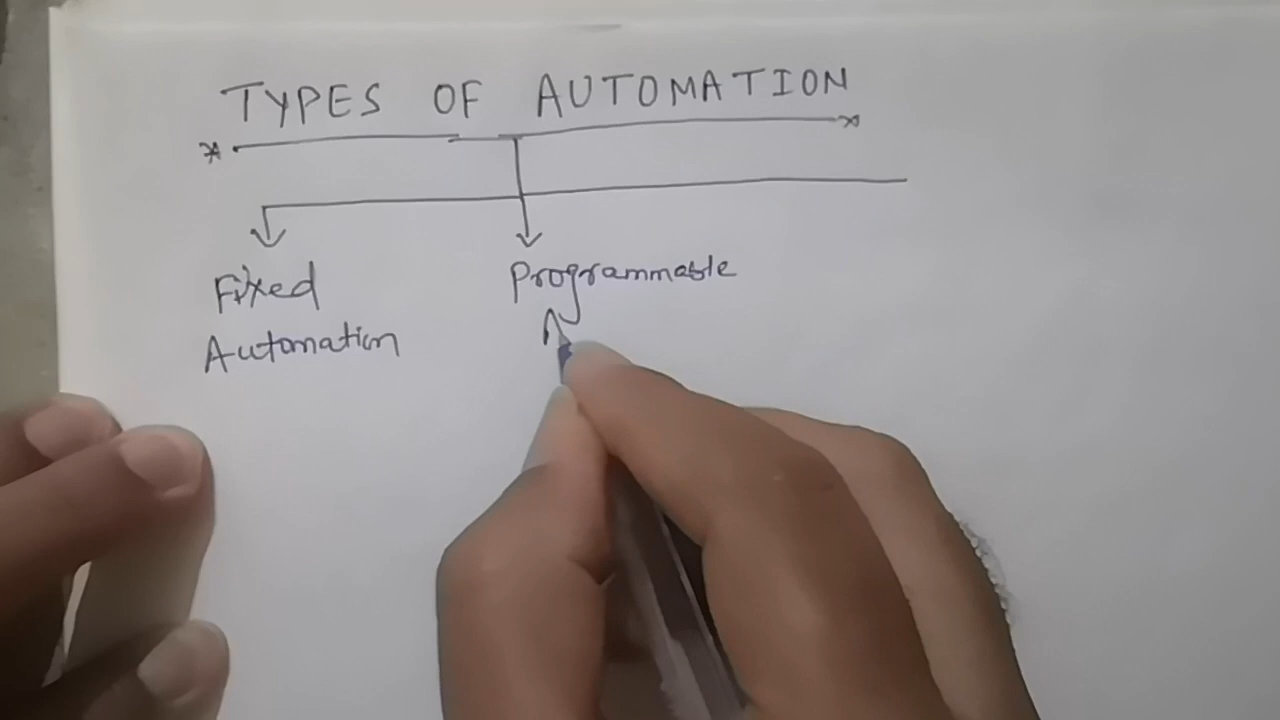 TYPES OF AUTOMATION
Fixed
Automation
Programmable
A